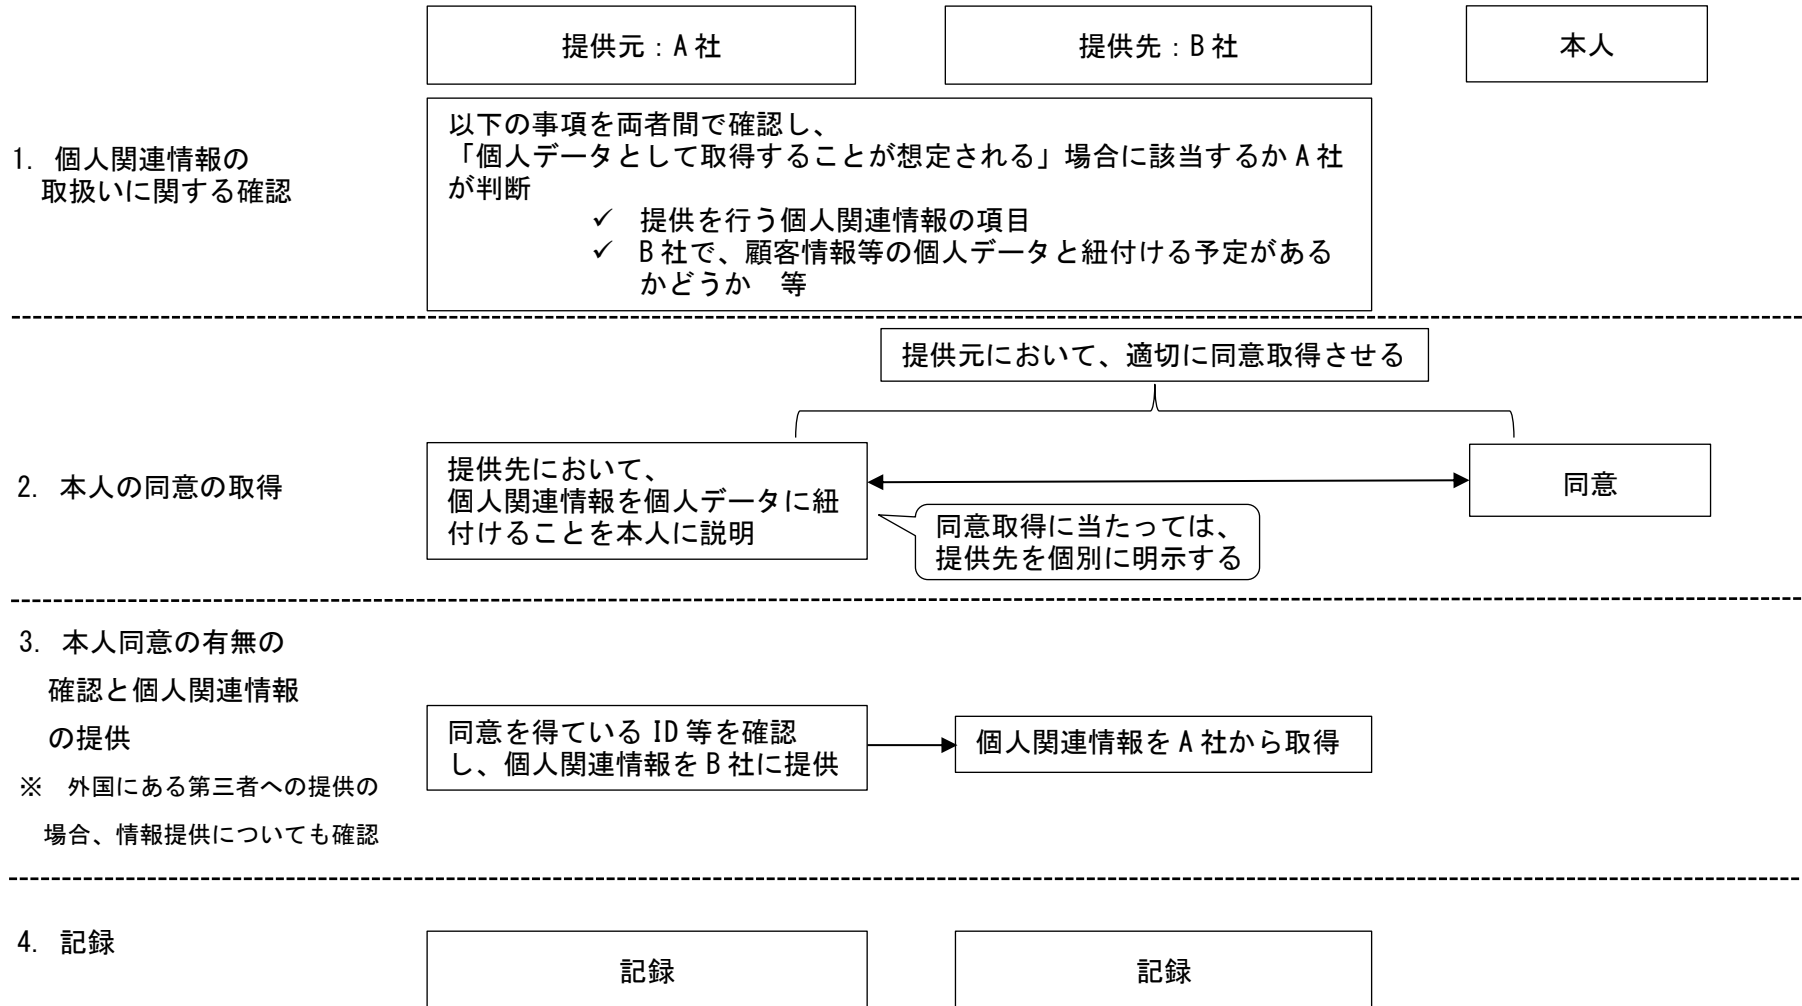 提供元：A社
提供先：B社
本人
1. 個人関連情報の
取扱いに関する確認
以下の事項を両者間で確認し、
「個人データとして取得することが想定される」場合に該当するか A 社
が判断
✓ 提供を行う個人関連情報の項目
✓ B 社で、顧客情報等の個人データと紐付ける予定がある
かどうか　等
提供元において、適切に同意取得させる
2. 本人の同意の取得
提供先において、
個人関連情報を個人データに紐
付けることを本人に説明
同意
同意取得に当たっては、
提供先を個別に明示する
3. 本人同意の有無の
確認と個人関連情報
の提供
※　外国にある第三者への提供の
場合、情報提供についても確認
同意を得ている ID 等を確認
し、個人関連情報を B 社に提供
個人関連情報を A 社から取得
4. 記録
記録
記録